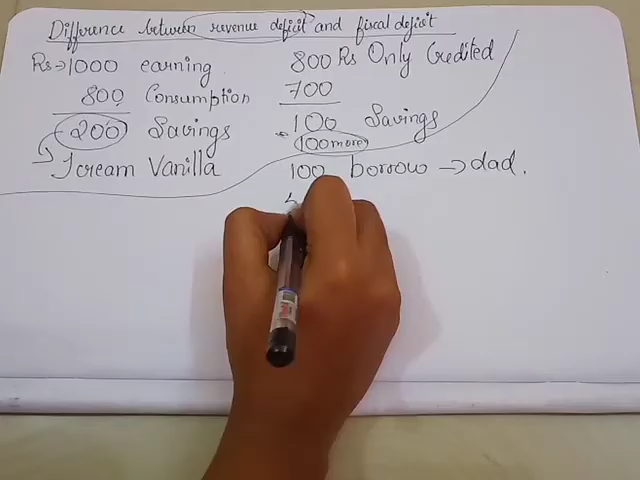 Difference between revenue deficit and fiscal deficit
Rs→1000 earning
800 Consumption
200 Savings
Icream Vanilla
800 Rs Only Credited
700
100 Savings
100 more
100 borrow → dad.